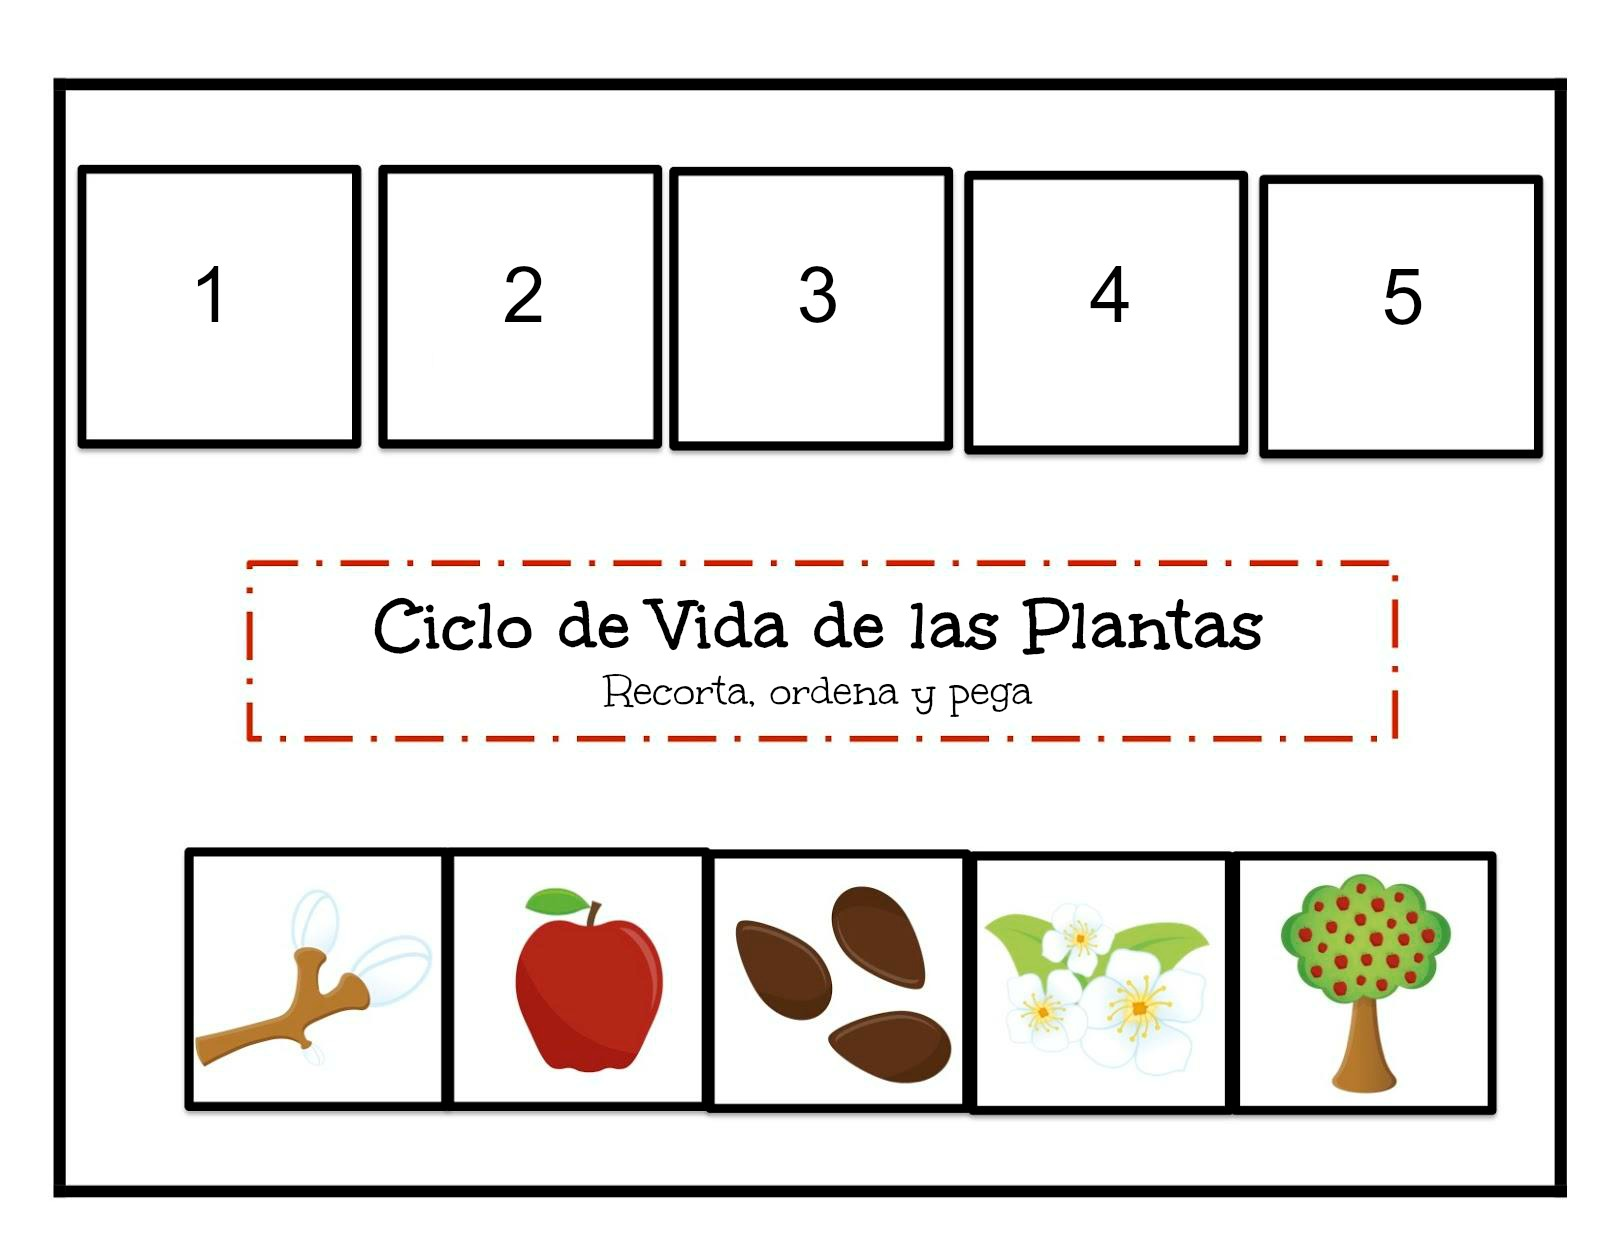 1 2 3 4 5
Ciclo de Vida de las Plantas
Recorta, ordena y pega